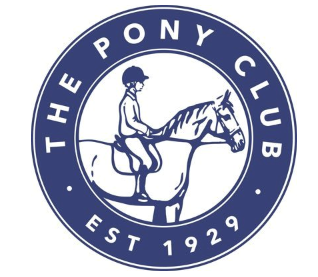 THE PONY CLUB
EST 1929